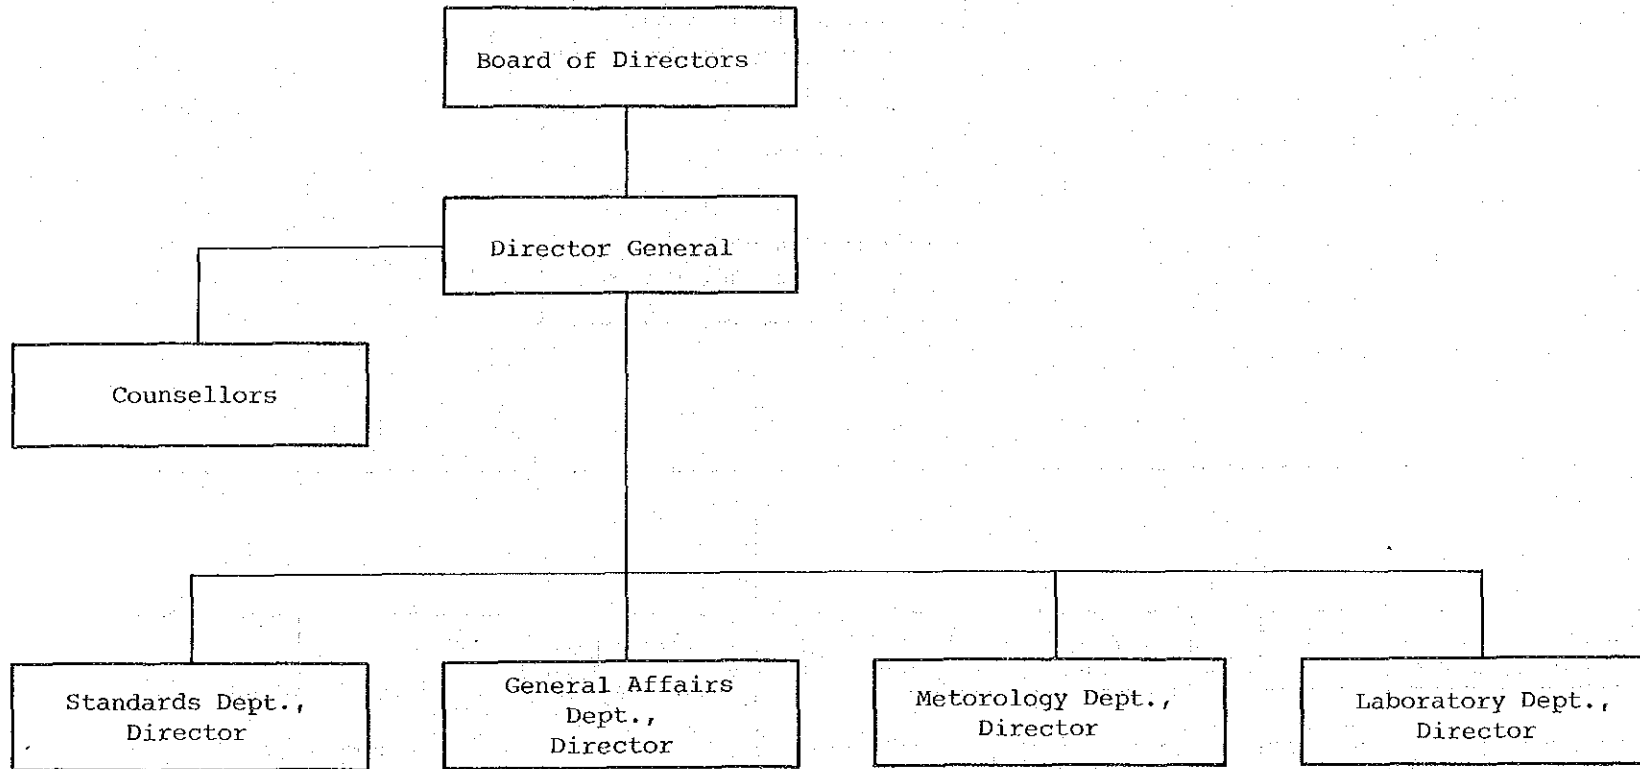 Board of Directors
Director General
Counsellors
Standards Dept.,
Director
General Affairs
Dept.,
Director
Metorology Dept.,
Director
Laboratory Dept.,
Director